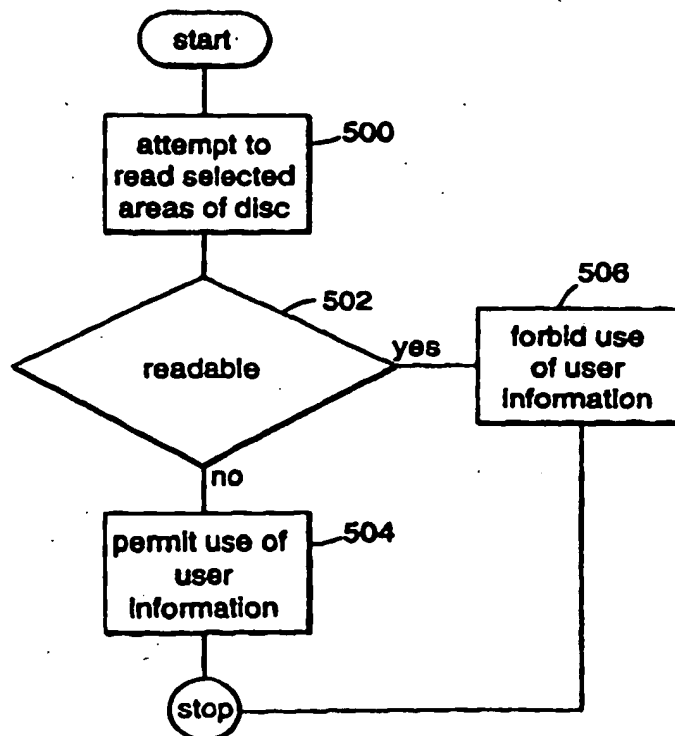 start
attempt to
read selected
areas of disc
500
502
readable
yes
506
forbid use
of user
information
no
permit use of
user
information
504
stop